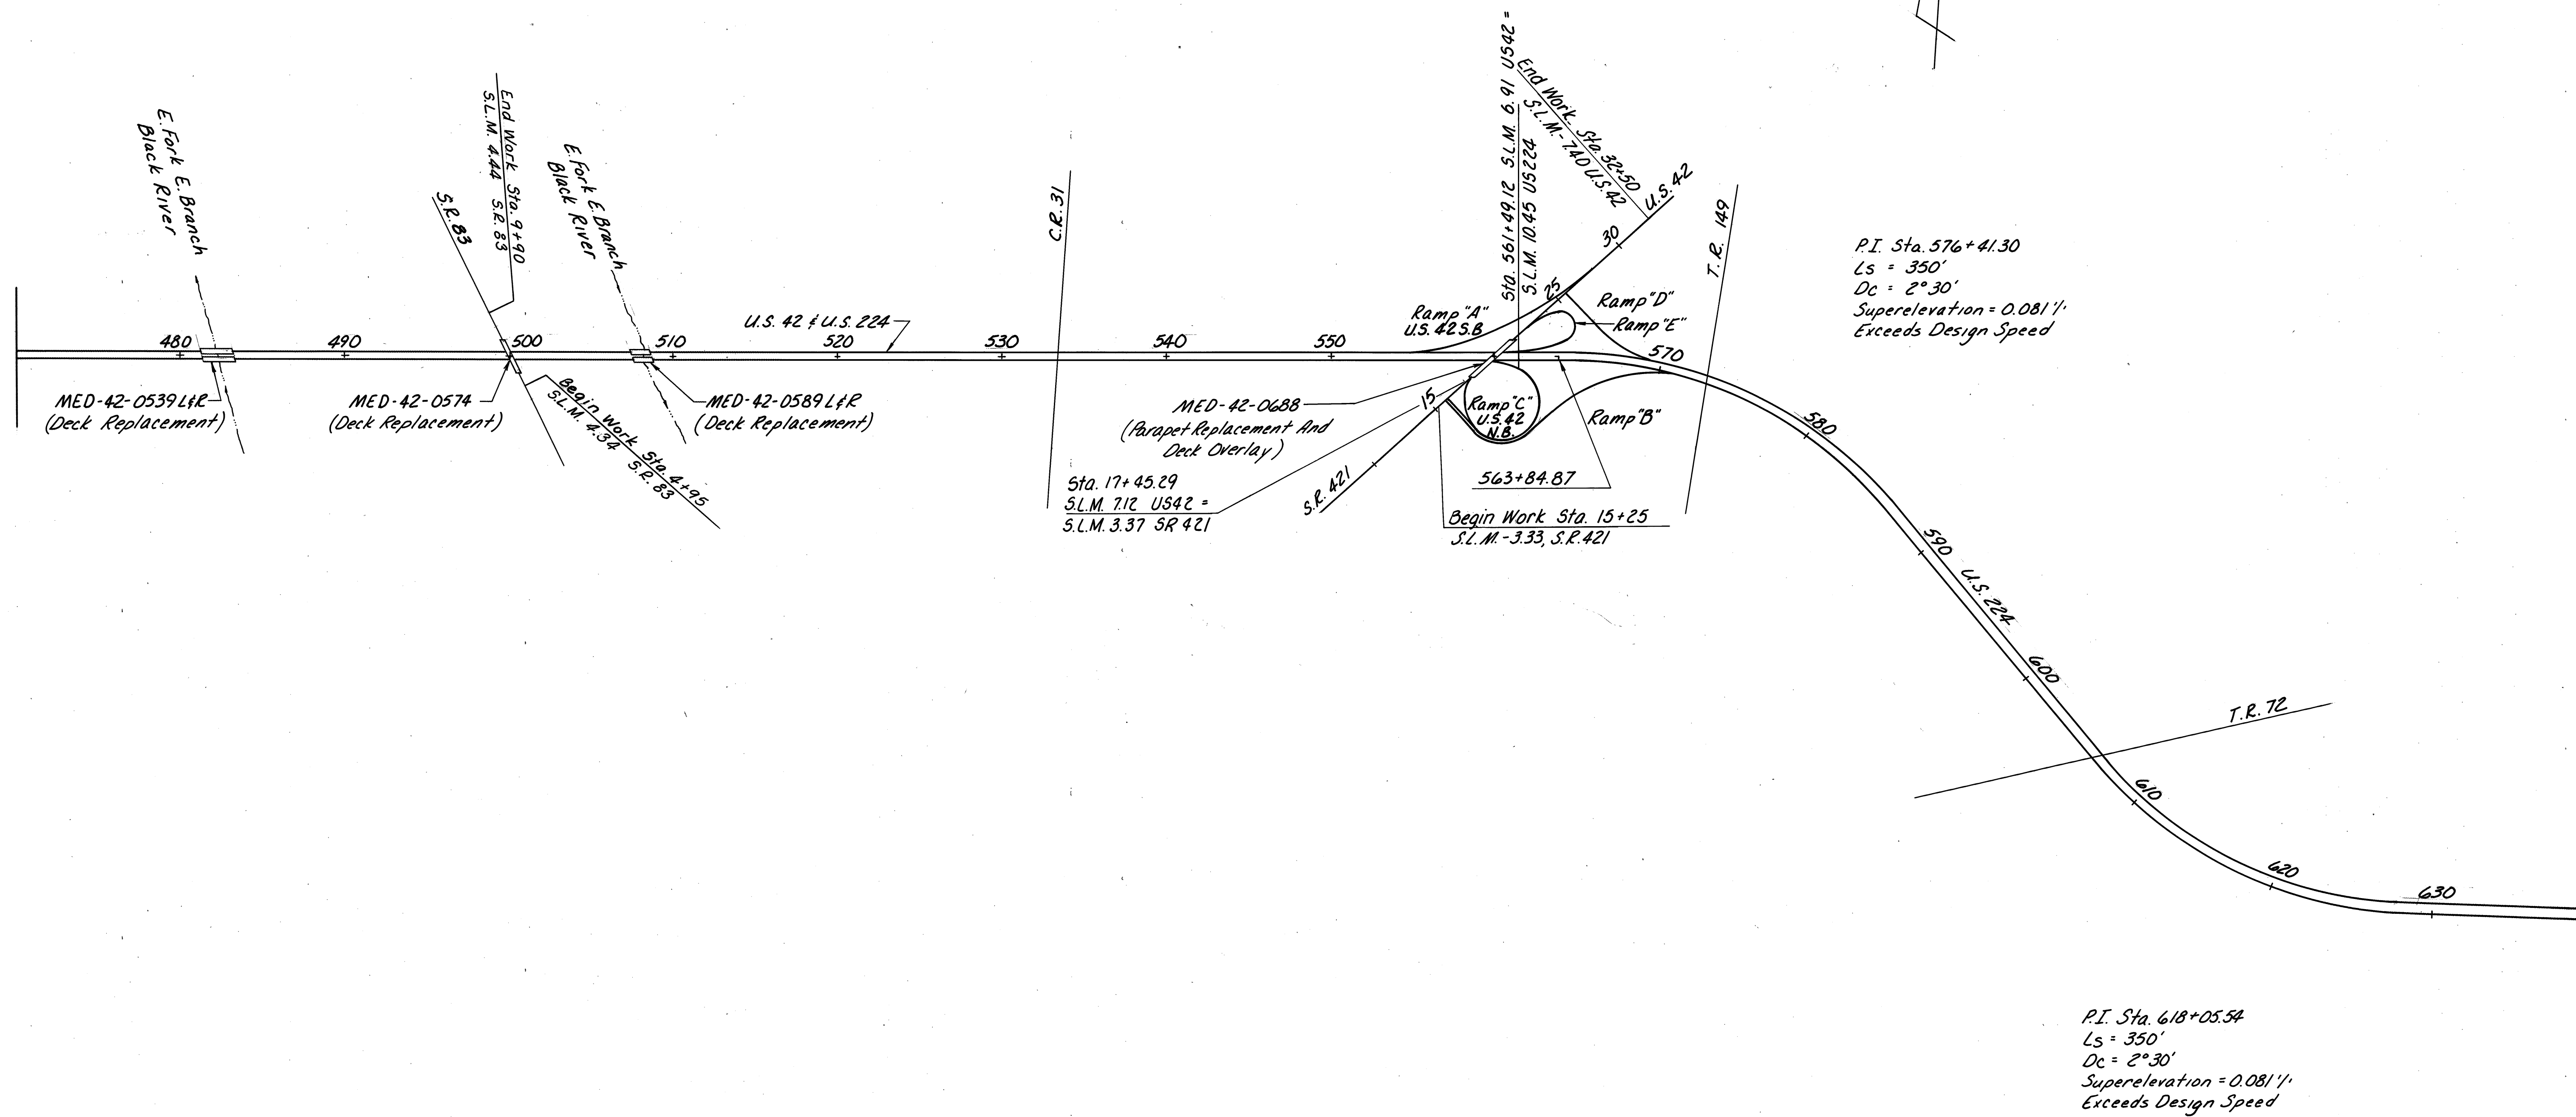 E. Fork E. Branch
Black River
S.R. 83
End Work Sta. 9+90
S.L.M. 4.44 S.R. 83
E. Fork E. Branch
Black River
C.R. 31
Sta. 561+49.12 S.L.M. 6.91 US42 =
S.L.M. 10.45 US224
End Work Sta. 32+50
S.L.M.-7.40 U.S. 42
U.S. 42
T.R. 149
30
25
15
P.I. Sta. 576+41.30
Ls = 350'
Dc = 2°30'
Superelevation = 0.081 '/'
Exceeds Design Speed
480
490
500
510
520
530
540
550
570
580
590
600
610
620
630
U.S. 42 & U.S. 224
Ramp "A"
U.S. 42 S.B
Ramp "D"
Ramp "E"
Ramp "C"
U.S. 42
N.B.
Ramp "B"
MED-42-0539 L&R
(Deck Replacement)
MED-42-0574
(Deck Replacement)
Begin Work Sta. 4+95
S.L.M. 4.34 S.R. 83
MED-42-0589 L&R
(Deck Replacement)
MED-42-0688
(Parapet Replacement And
Deck Overlay)
Sta. 17+45.29
S.L.M. 7.12 US42 =
S.L.M. 3.37 SR 421
S.R. 421
563+84.87
Begin Work Sta. 15+25
S.L.M.-3.33, S.R. 421
U.S. 224
T.R. 72
P.I. Sta. 618+05.54
Ls = 350'
Dc = 2°30'
Superelevation = 0.081 '/'
Exceeds Design Speed